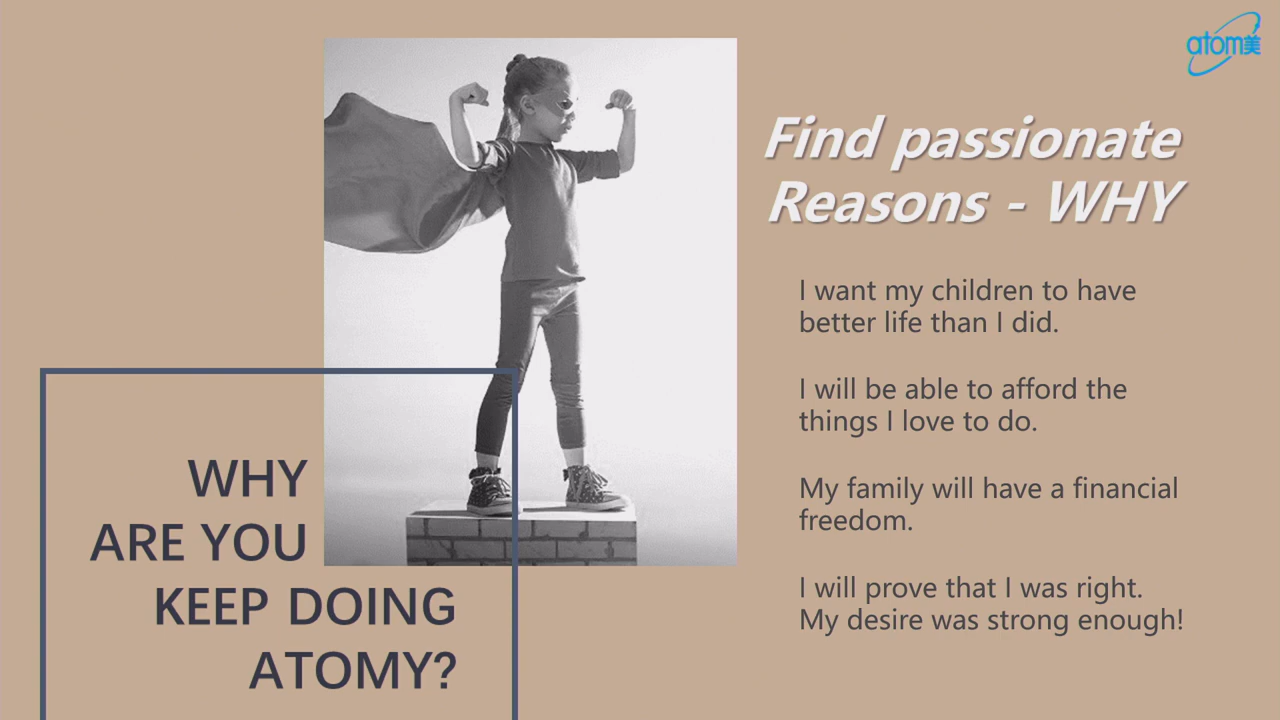 atom美
Find passionate
Reasons - WHY
I want my children to have
better life than I did.
I will be able to afford the
things I love to do.
My family will have a financial
freedom.
I will prove that I was right.
My desire was strong enough!
WHY
ARE YOU
KEEP DOING
ATOMY?